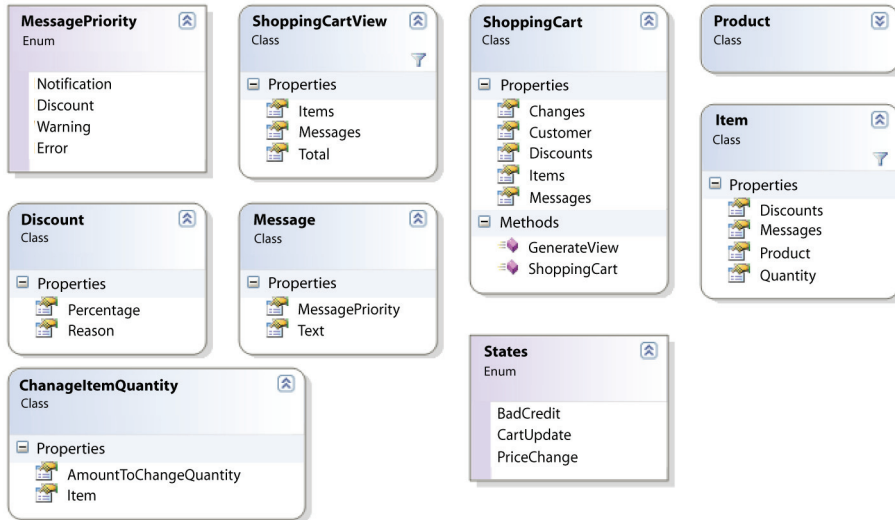 MessagePriority
Enum
Notification
Discount
Warning
Error
ShoppingCartView
Class
Properties
Items
Messages
Total
ShoppingCart
Class
Properties
Changes
Customer
Discounts
Items
Messages
Methods
GenerateView
ShoppingCart
Product
Class
Item
Class
Properties
Discounts
Messages
Product
Quantity
Discount
Class
Properties
Percentage
Reason
Message
Class
Properties
MessagePriority
Text
States
Enum
BadCredit
CartUpdate
PriceChange
ChanageItemQuantity
Class
Properties
AmountToChangeQuantity
Item